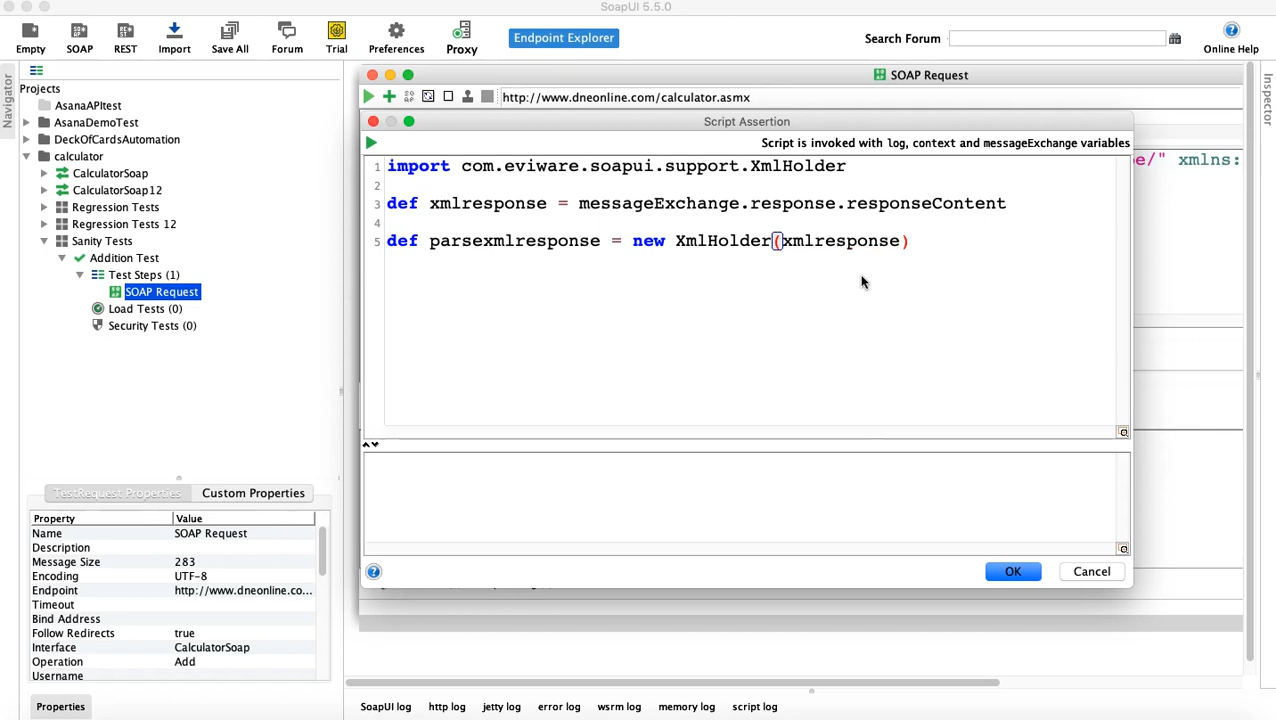 SoapUI 5.5.0
Empty SOAP REST Import Save All Forum Trial Preferences Proxy
Endpoint Explorer
Search Forum
Online Help
Navigator
Projects
AsanaAPItest
AsanaDemoTest
DeckOfCardsAutomation
calculator
CalculatorSoap
CalculatorSoap12
Regression Tests
Regression Tests 12
Sanity Tests
Addition Test
Test Steps (1)
SOAP Request
Load Tests (0)
Security Tests (0)
TestRequest Properties Custom Properties
Property Value
Name SOAP Request
Description
Message Size 283
Encoding UTF-8
Endpoint http://www.dneonline.co...
Timeout
Bind Address
Follow Redirects true
Interface CalculatorSoap
Operation Add
Username
Properties
SOAP Request
http://www.dneonline.com/calculator.asmx
Script Assertion
Script is invoked with log, context and messageExchange variables
1 import com.eviware.soapui.support.XmlHolder
2
3 def xmlresponse = messageExchange.response.responseContent
4
5 def parsexmlresponse = new XmlHolder(xmlresponse)
e/" xmlns:
OK Cancel
SoapUI log http log jetty log error log wsrm log memory log script log
Inspector